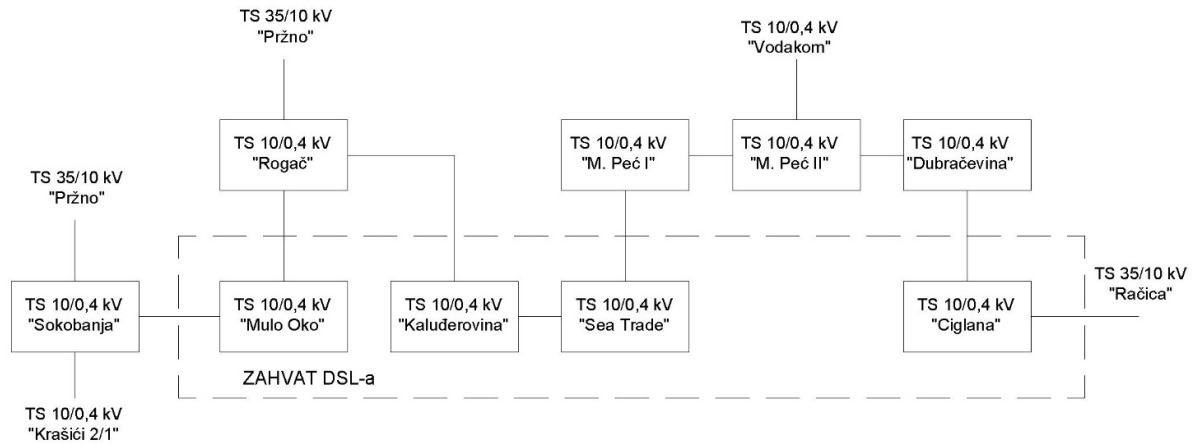 TS 35/10 kV
"Pržno"
TS 10/0,4 kV
"Vodakom"
TS 10/0,4 kV
"Rogač"
TS 10/0,4 kV
"M. Peć I"
TS 10/0,4 kV
"M. Peć II"
TS 10/0,4 kV
"Dubračevina"
TS 35/10 kV
"Pržno"
TS 35/10 kV
"Račica"
TS 10/0,4 kV
"Sokobanja"
TS 10/0,4 kV
"Mulo Oko"
TS 10/0,4 kV
"Kaluđerovina"
TS 10/0,4 kV
"Sea Trade"
TS 10/0,4 kV
"Ciglana"
ZAHVAT DSL-a
TS 10/0,4 kV
"Krašići 2/1"